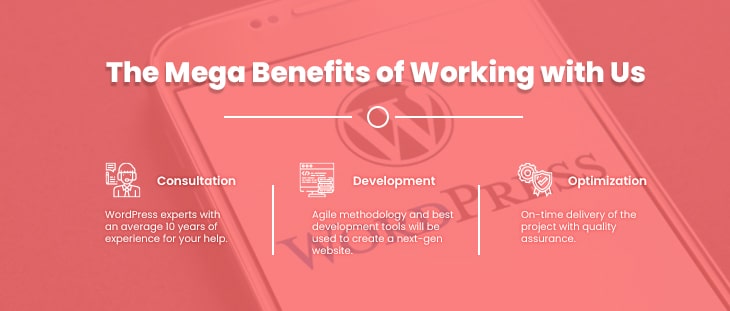 The Mega Benefits of Working with Us
WORDPRESS
Consultation
WordPress experts with
an average 10 years of
experience for your help.
Development
Agile methodology and best
development tools will be
used to create a next-gen
website.
Optimization
On-time delivery of the
project with quality
assurance.